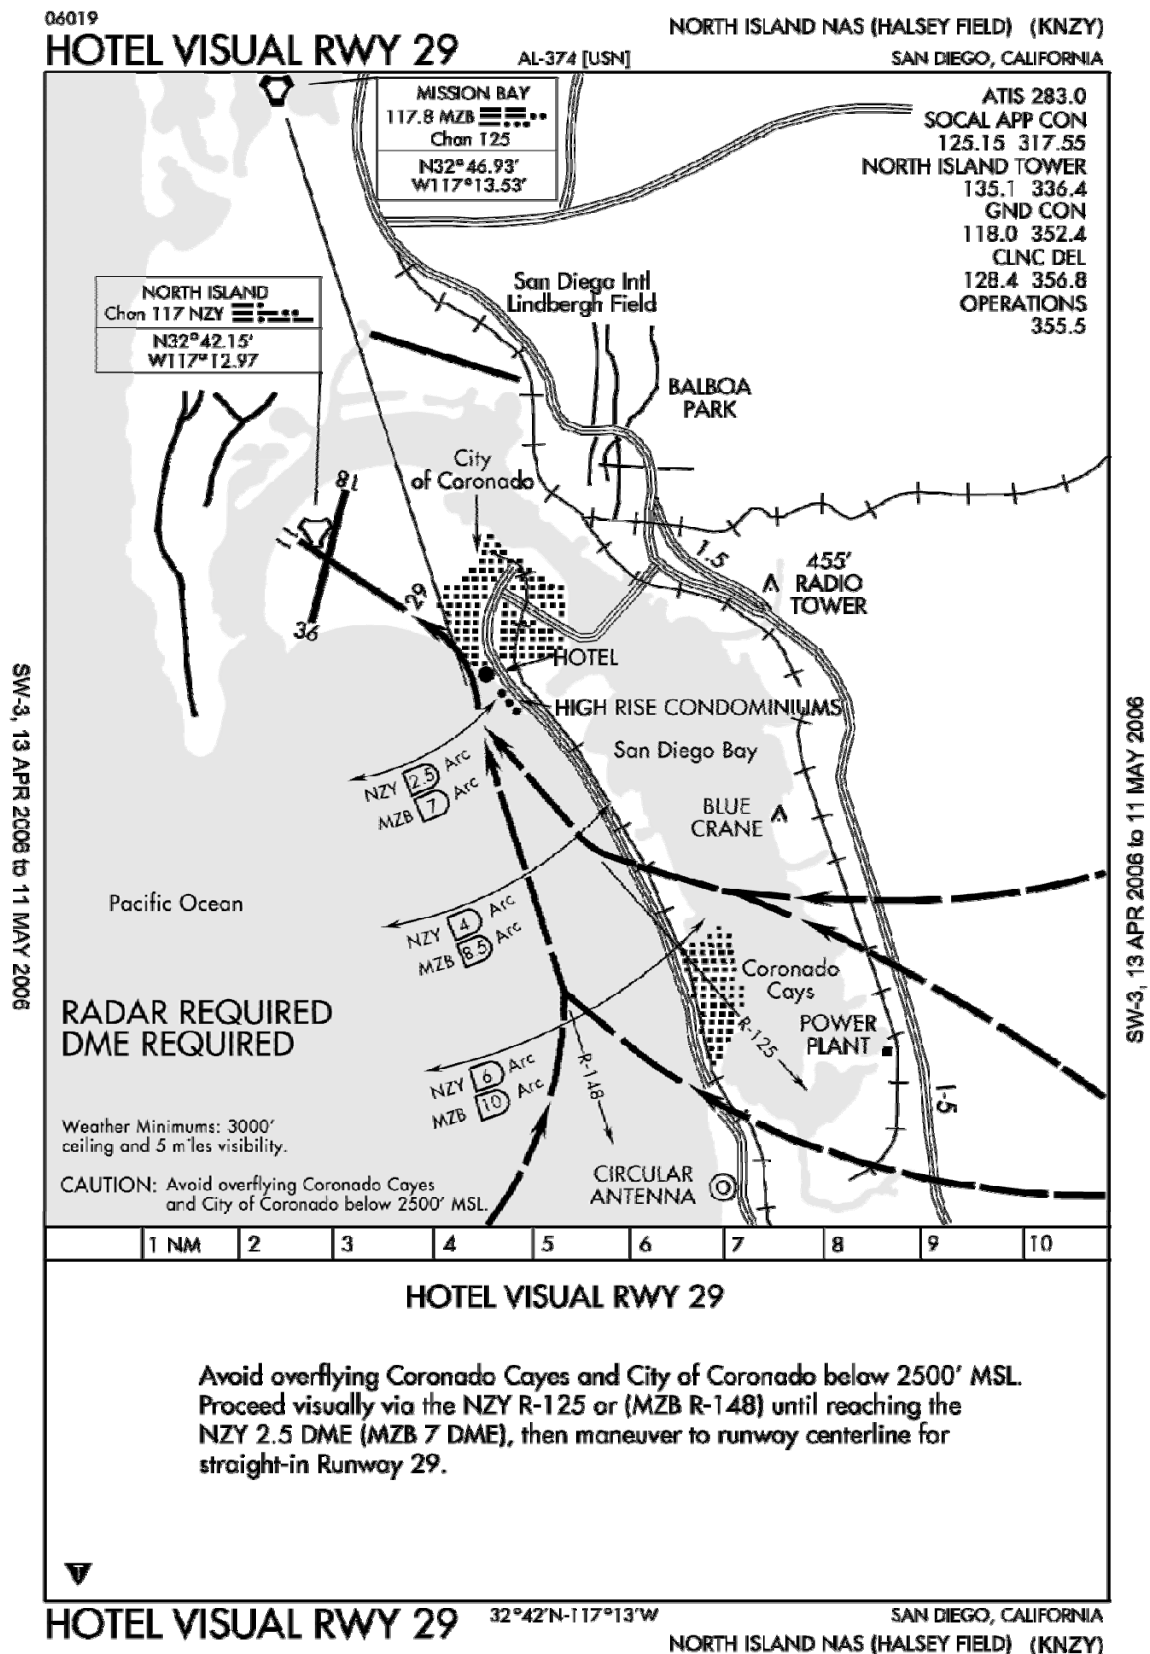 06019
HOTEL VISUAL RWY 29
AL-374 [USN]
NORTH ISLAND NAS (HALSEY FIELD) (KNZY)
SAN DIEGO, CALIFORNIA
MISSION BAY
117.8 MZB
Chan 125
N32°46.93'
W117°13.53'
ATIS 283.0
SOCAL APP CON
125.15 317.55
NORTH ISLAND TOWER
135.1 336.4
GND CON
118.0 352.4
CLNC DEL
128.4 356.8
OPERATIONS
355.5
NORTH ISLAND
Chan 117 NZY
N32°42.15'
W117°12.97
San Diego Intl
Lindbergh Field
BALBOA
PARK
City
of Coronado
18
11
29
36
1.5
455'
RADIO
TOWER
HOTEL
HIGH RISE CONDOMINIUMS
San Diego Bay
NZY 2.5 Arc
MZB 7 Arc
BLUE
CRANE
Pacific Ocean
NZY 4 Arc
MZB 8.5 Arc
Coronado
Cays
R-125
POWER
PLANT
RADAR REQUIRED
DME REQUIRED
NZY 6 Arc
MZB 10 Arc
R-148
I-5
Weather Minimums: 3000'
ceiling and 5 miles visibility.
CAUTION: Avoid overflying Coronado Cayes
and City of Coronado below 2500' MSL.
CIRCULAR
ANTENNA
1 NM 2 3 4 5 6 7 8 9 10
HOTEL VISUAL RWY 29
Avoid overflying Coronado Cayes and City of Coronado below 2500' MSL.
Proceed visually via the NZY R-125 or (MZB R-148) until reaching the
NZY 2.5 DME (MZB 7 DME), then maneuver to runway centerline for
straight-in Runway 29.
T
HOTEL VISUAL RWY 29
32°42'N-117°13'W
SAN DIEGO, CALIFORNIA
NORTH ISLAND NAS (HALSEY FIELD) (KNZY)
SW-3, 13 APR 2006 to 11 MAY 2006
SW-3, 13 APR 2006 to 11 MAY 2006